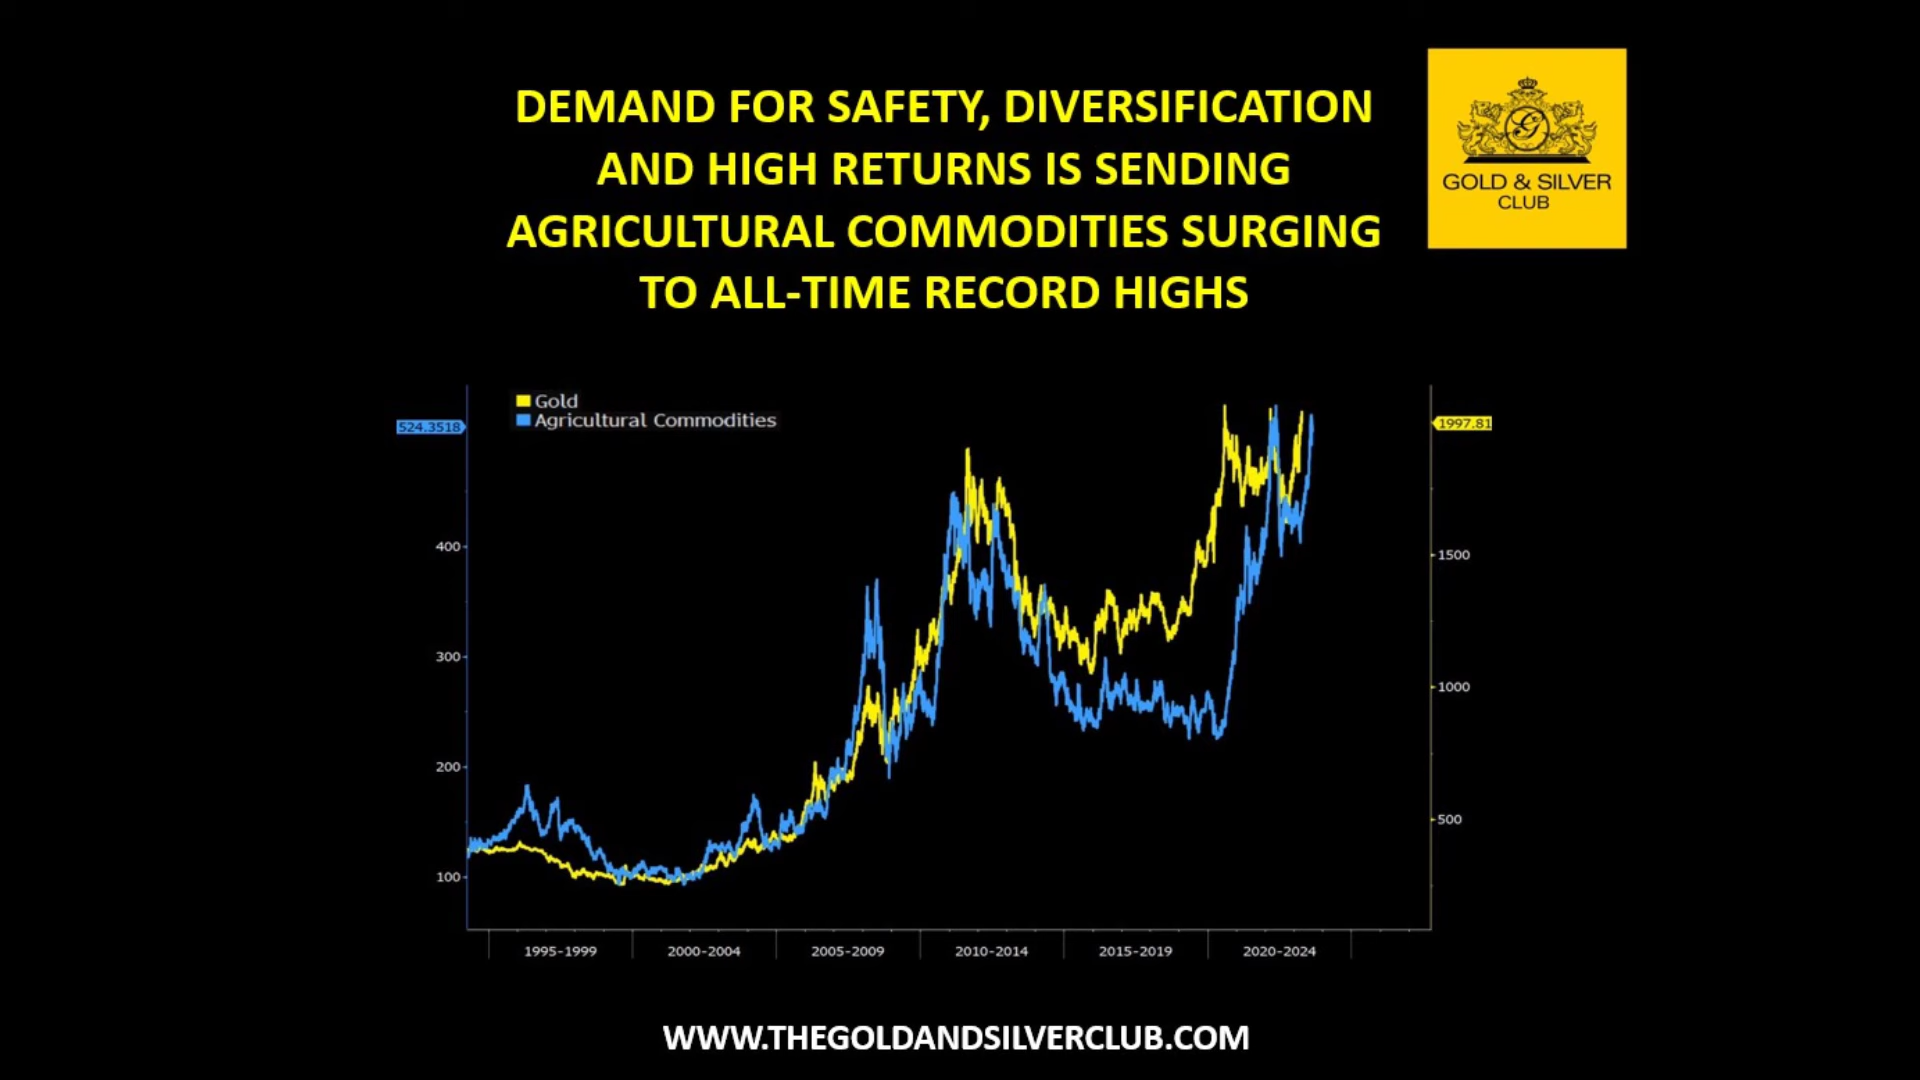 DEMAND FOR SAFETY, DIVERSIFICATION
AND HIGH RETURNS IS SENDING
AGRICULTURAL COMMODITIES SURGING
TO ALL-TIME RECORD HIGHS
G
GOLD & SILVER
CLUB
Gold
Agricultural Commodities
524.3518
400
300
200
100
1997.81
1500
1000
500
1995-1999
2000-2004
2005-2009
2010-2014
2015-2019
2020-2024
WWW.THEGOLDANDSILVERCLUB.COM